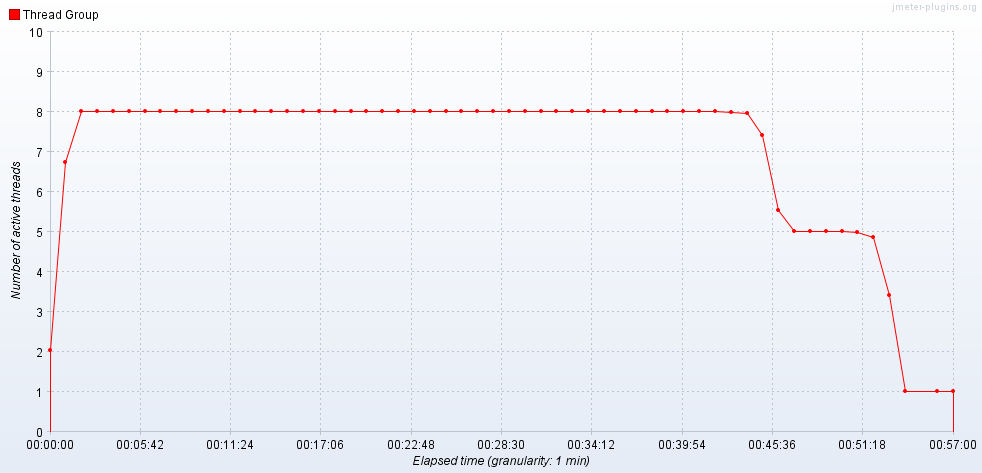 jmeter-plugins.org
Thread Group
10
9
8
7
6
5
4
3
2
1
0
Number of active threads
00:00:00 00:05:42 00:11:24 00:17:06 00:22:48 00:28:30 00:34:12 00:39:54 00:45:36 00:51:18 00:57:00
Elapsed time (granularity: 1 min)